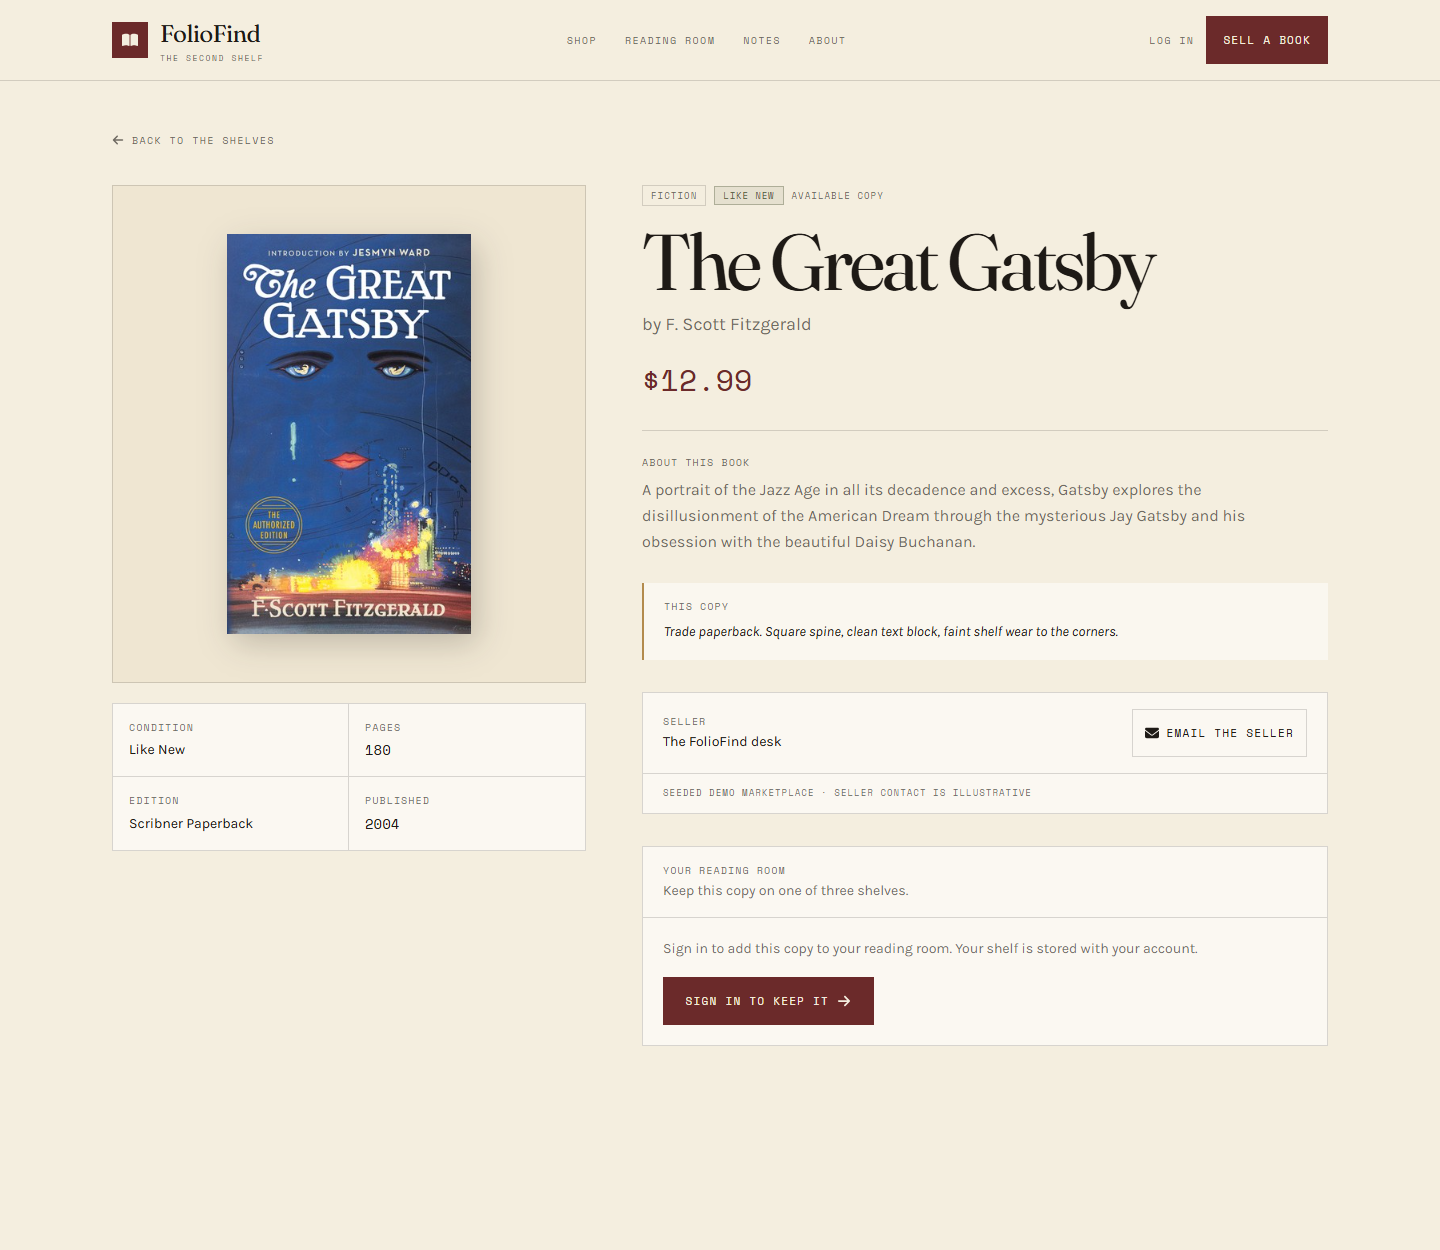 FolioFind
THE SECOND SHELF
SHOP
READING ROOM
NOTES
ABOUT
LOG IN
SELL A BOOK
BACK TO THE SHELVES
INTRODUCTION BY JESMYN WARD
The GREAT
GATSBY
THE
AUTHORIZED
EDITION
F. SCOTT FITZGERALD
CONDITION
Like New
PAGES
180
EDITION
Scribner Paperback
PUBLISHED
2004
FICTION
LIKE NEW
AVAILABLE COPY
The Great Gatsby
by F. Scott Fitzgerald
$12.99
ABOUT THIS BOOK
A portrait of the Jazz Age in all its decadence and excess, Gatsby explores the
disillusionment of the American Dream through the mysterious Jay Gatsby and his
obsession with the beautiful Daisy Buchanan.
THIS COPY
Trade paperback. Square spine, clean text block, faint shelf wear to the corners.
SELLER
The FolioFind desk
EMAIL THE SELLER
SEEDED DEMO MARKETPLACE · SELLER CONTACT IS ILLUSTRATIVE
YOUR READING ROOM
Keep this copy on one of three shelves.
Sign in to add this copy to your reading room. Your shelf is stored with your account.
SIGN IN TO KEEP IT